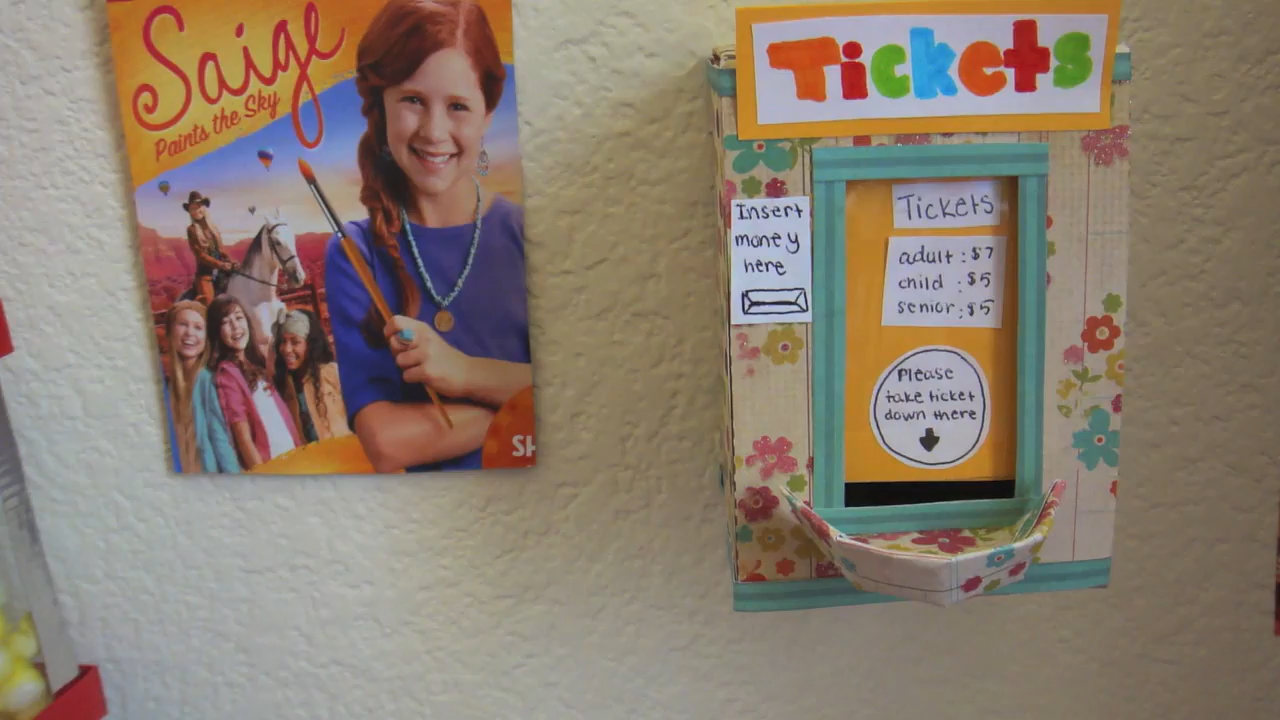 Saige
Paints the Sky
SH
Tickets
Insert
money
here
Tickets
adult : $7
child : $5
senior : $5
Please
take ticket
down there